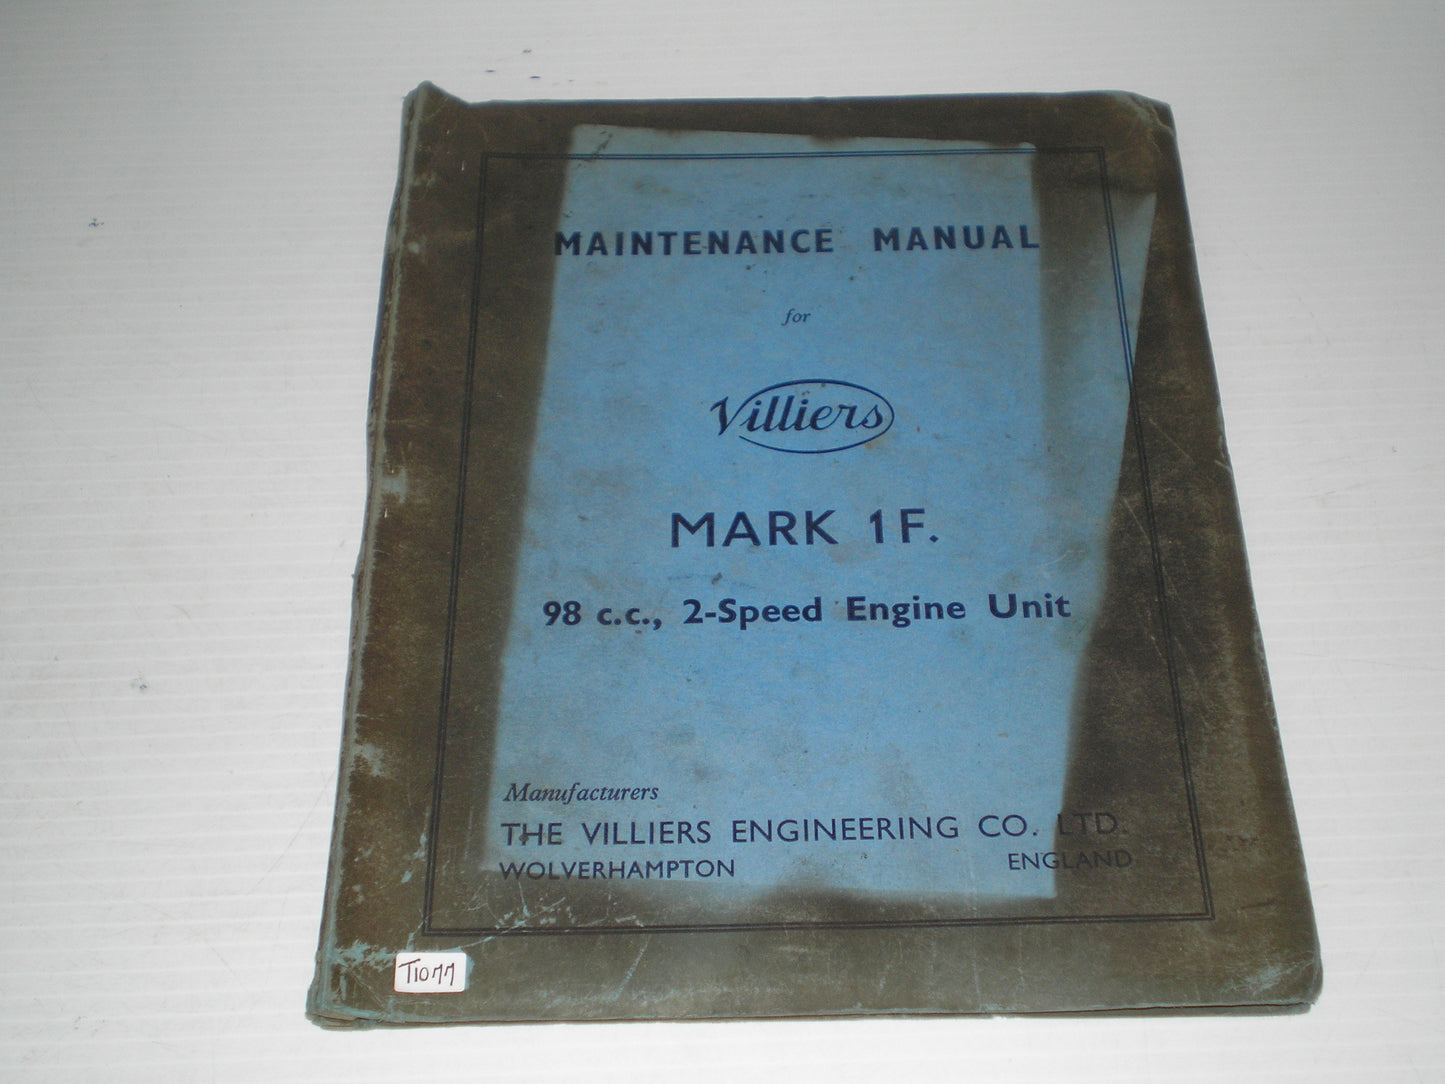 MAINTENANCE MANUAL
for
Villiers
MARK 1F.
98 c.c., 2-Speed Engine Unit
Manufacturers
THE VILLIERS ENGINEERING CO. LTD.
WOLVERHAMPTON ENGLAND
T1077